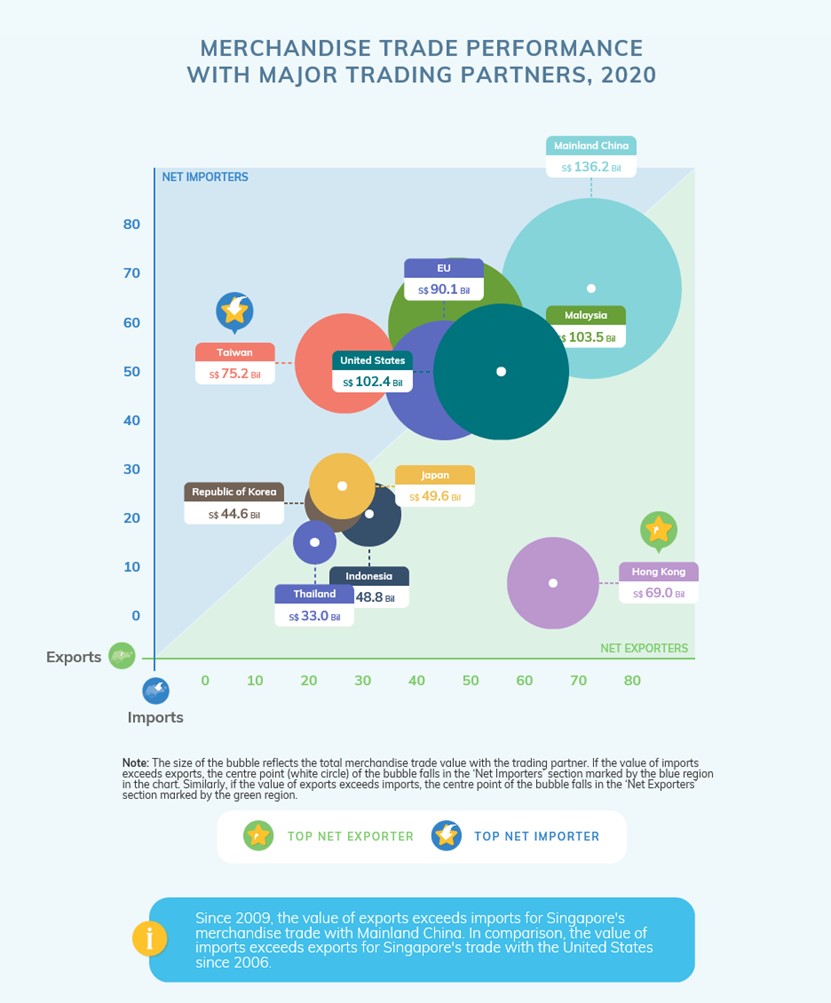 MERCHANDISE TRADE PERFORMANCE
WITH MAJOR TRADING PARTNERS, 2020
Mainland China
S$ 136.2 Bil
NET IMPORTERS
80
70
60
50
40
30
20
10
0
EU
S$ 90.1 Bil
Malaysia
S$ 103.5 Bil
Taiwan
S$ 75.2 Bil
United States
S$ 102.4 Bil
Japan
S$ 49.6 Bil
Republic of Korea
S$ 44.6 Bil
Indonesia
48.8 Bil
Thailand
S$ 33.0 Bil
Hong Kong
S$ 69.0 Bil
NET EXPORTERS
Exports
0 10 20 30 40 50 60 70 80
Imports
Note: The size of the bubble reflects the total merchandise trade value with the trading partner. If the value of imports
exceeds exports, the centre point (white circle) of the bubble falls in the ‘Net Importers’ section marked by the blue region
in the chart. Similarly, if the value of exports exceeds imports, the centre point of the bubble falls in the ‘Net Exporters’
section marked by the green region.
TOP NET EXPORTER
TOP NET IMPORTER
i
Since 2009, the value of exports exceeds imports for Singapore's
merchandise trade with Mainland China. In comparison, the value of
imports exceeds exports for Singapore's trade with the United States
since 2006.